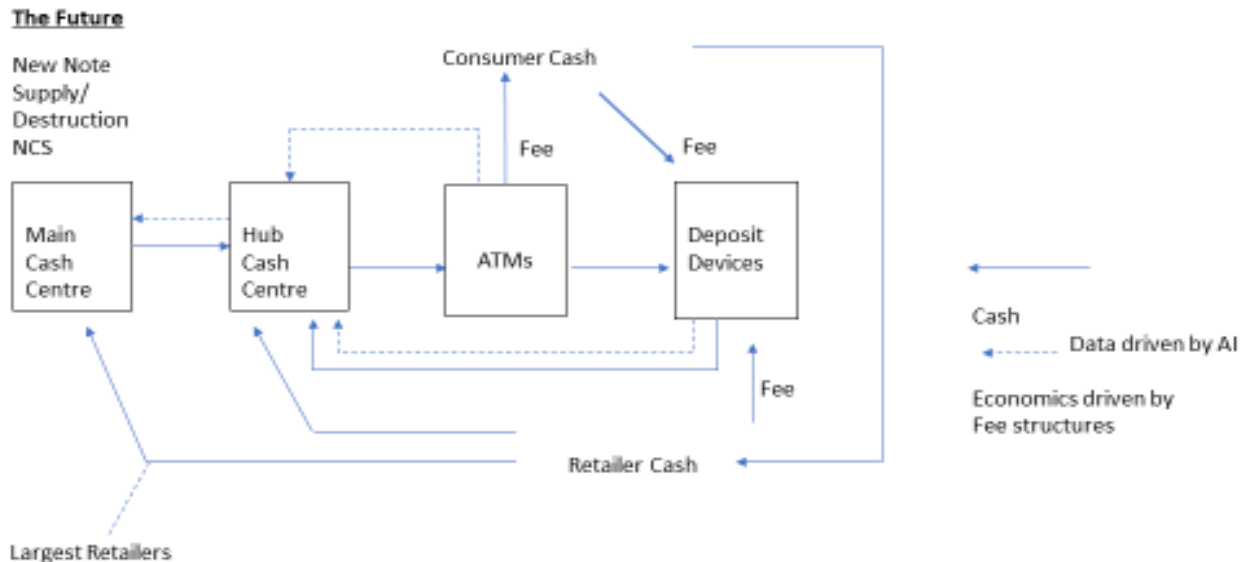 The Future
New Note
Supply/
Destruction
NCS
Consumer Cash
Fee
Fee
Main
Cash
Centre
Hub
Cash
Centre
ATMs
Deposit
Devices
Cash
Data driven by AI
Fee
Economics driven by
Fee structures
Retailer Cash
Largest Retailers